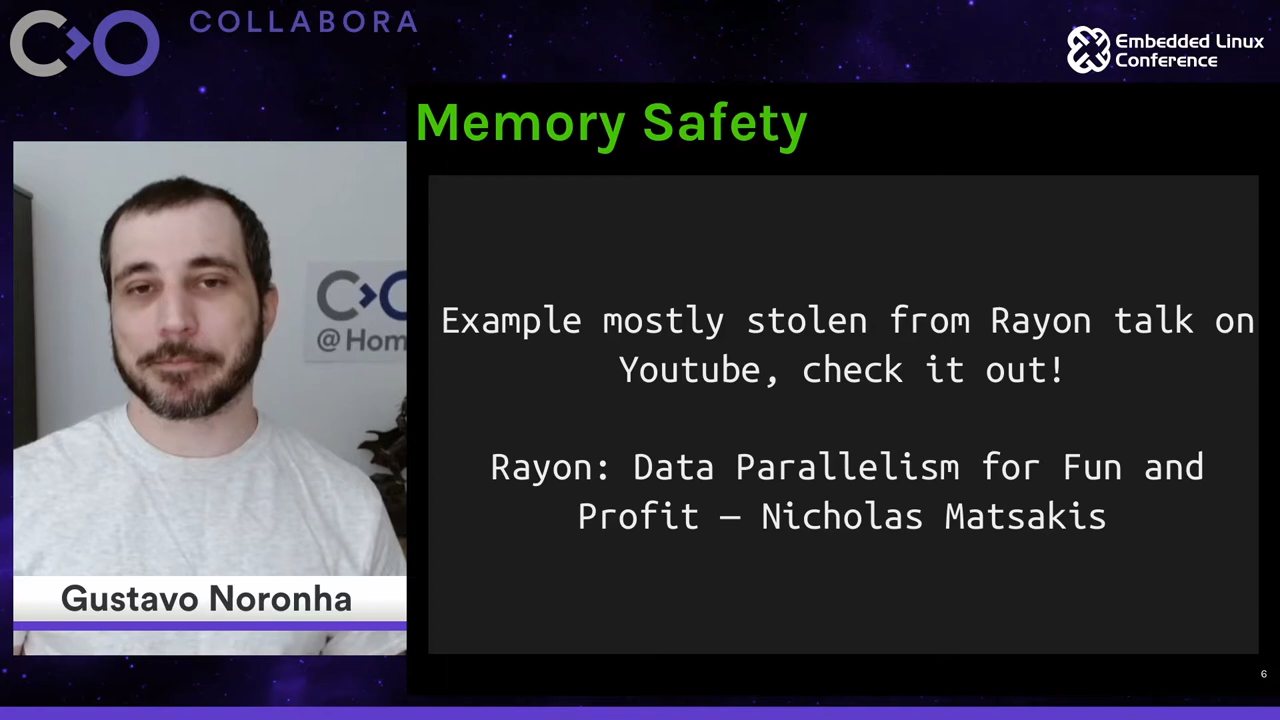 COLLABORA
Embedded Linux
Conference
Memory Safety
@Hom
Example mostly stolen from Rayon talk on
Youtube, check it out!
Rayon: Data Parallelism for Fun and
Profit – Nicholas Matsakis
Gustavo Noronha
6